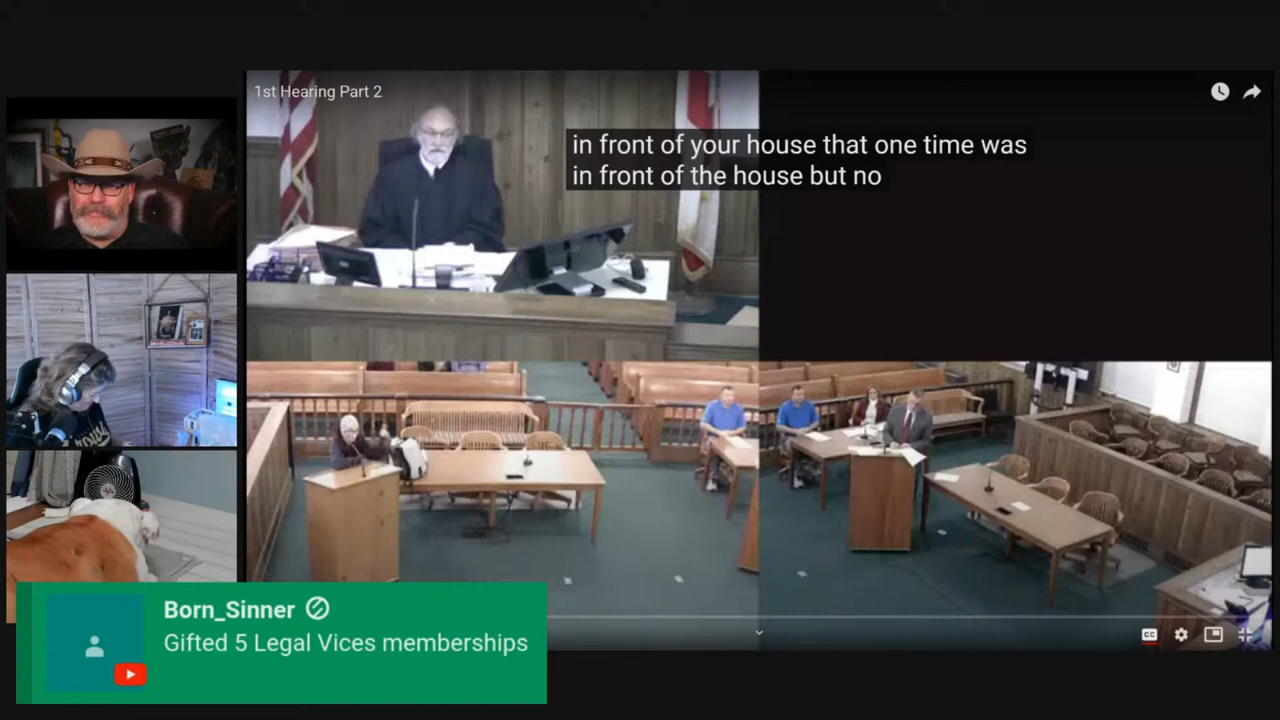 1st Hearing Part 2
in front of your house that one time was
in front of the house but no
Born_Sinner
Gifted 5 Legal Vices memberships
CC